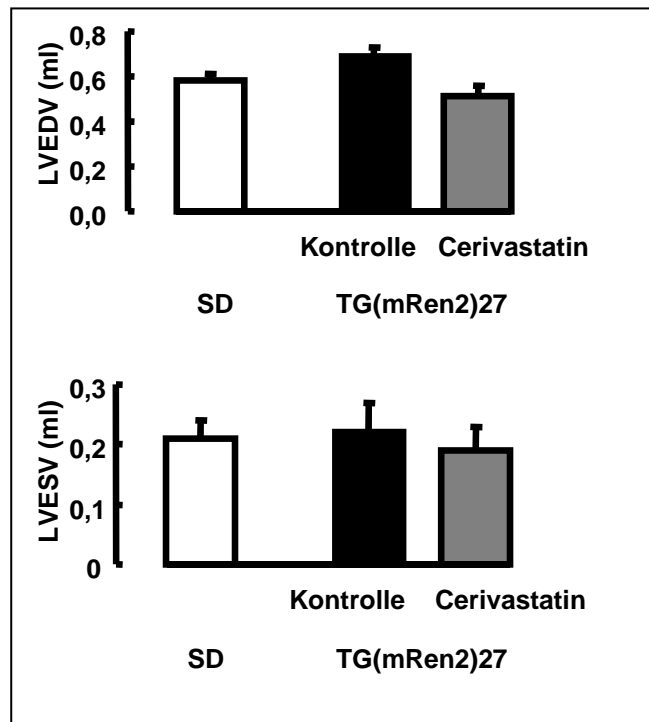 LVEDV (ml)
0,8
0,6
0,4
0,2
0,0
Kontrolle Cerivastatin
SD TG(mRen2)27
LVESV (ml)
0,3
0,2
0,1
0
Kontrolle Cerivastatin
SD TG(mRen2)27